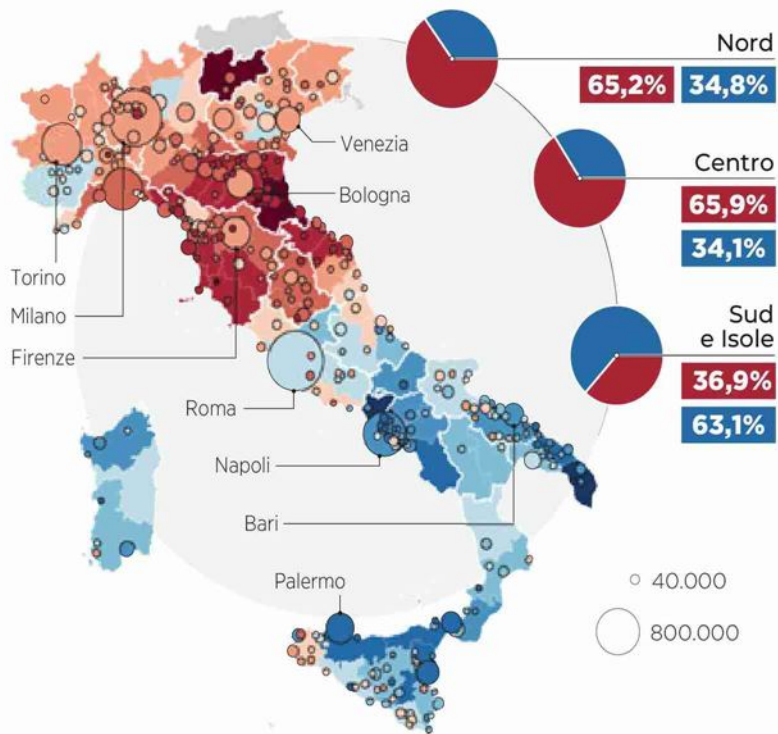 Nord
65,2% 34,8%
Centro
65,9%
34,1%
Sud
e Isole
36,9%
63,1%
Venezia
Bologna
Torino
Milano
Firenze
Roma
Napoli
Bari
Palermo
40.000
800.000